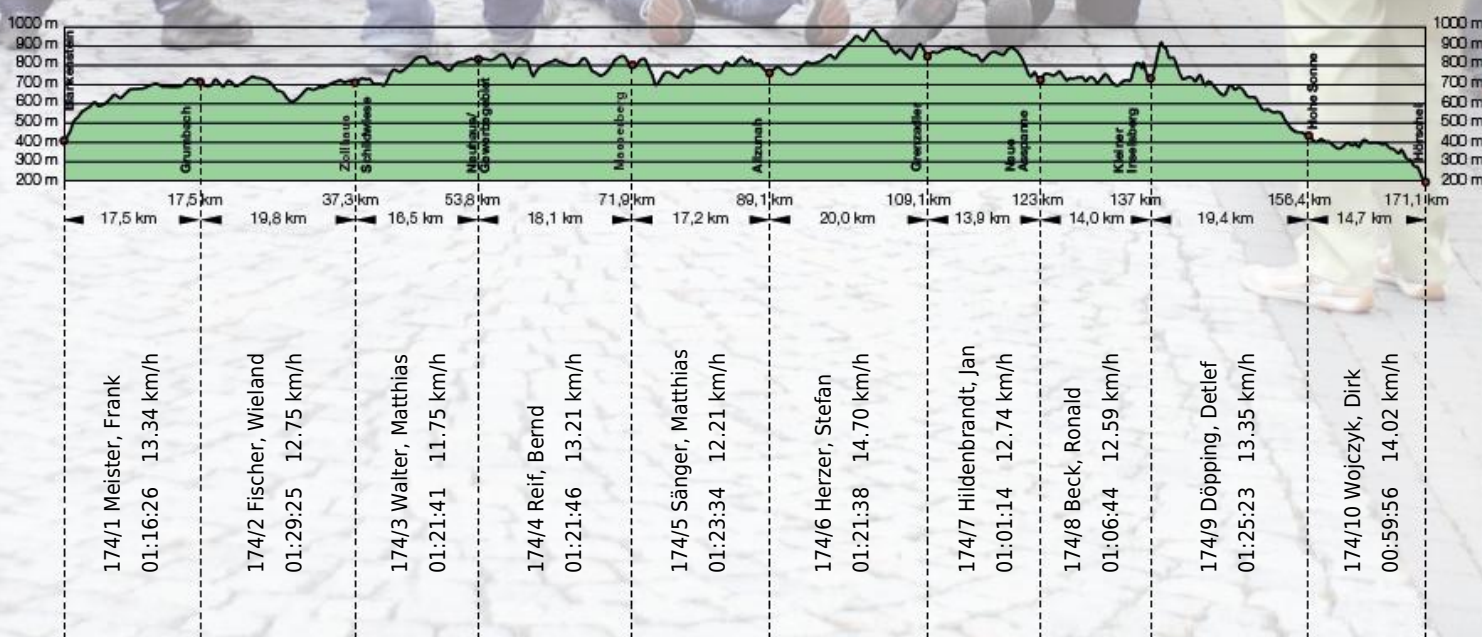 1000 m
900 m
800 m
700 m
600 m
500 m
400 m
300 m
200 m
1000 m
900 m
800 m
700 m
600 m
500 m
400 m
300 m
200 m
Blankenstein
Grumbach
Zollhaus
Schildwiese
Neuhaus/
Masserberg
Allzunah
Grenzadler
Neue
Ausspanne
Kleiner
Inselsberg
Hohe Sonne
Hörschel
17,5 km
37,3 km
53,8 km
71,9 km
89,1 km
109,1 km
123 km
137 km
156,4 km
171,1 km
17,5 km
19,8 km
16,5 km
18,1 km
17,2 km
20,0 km
13,9 km
14,0 km
19,4 km
14,7 km
174/1 Meister, Frank
01:16:26 13.34 km/h
174/2 Fischer, Wieland
01:29:25 12.75 km/h
174/3 Walter, Matthias
01:21:41 11.75 km/h
174/4 Reif, Bernd
01:21:46 13.21 km/h
174/5 Sänger, Matthias
01:23:34 12.21 km/h
174/6 Herzer, Stefan
01:21:38 14.70 km/h
174/7 Hildenbrandt, Jan
01:01:14 12.74 km/h
174/8 Beck, Ronald
01:06:44 12.59 km/h
174/9 Döpping, Detlef
01:25:23 13.35 km/h
174/10 Wojczyk, Dirk
00:59:56 14.02 km/h